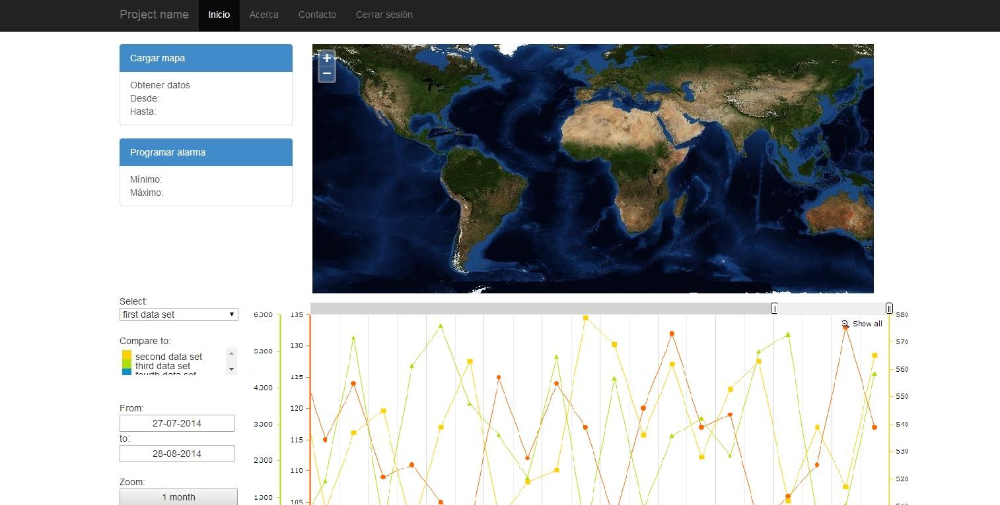 Project name Inicio Acerca Contacto Cerrar sesión
Cargar mapa
Obtener datos
Desde:
Hasta:
Programar alarma
Mínimo:
Máximo:
+
−
Select:
first data set
Compare to:
second data set
third data set
fourth data set
From:
27-07-2014
to:
28-08-2014
Zoom:
1 month
6.000
5.000
4.000
3.000
2.000
1.000
135
130
125
120
115
110
105
Show all
580
570
560
550
540
530
520